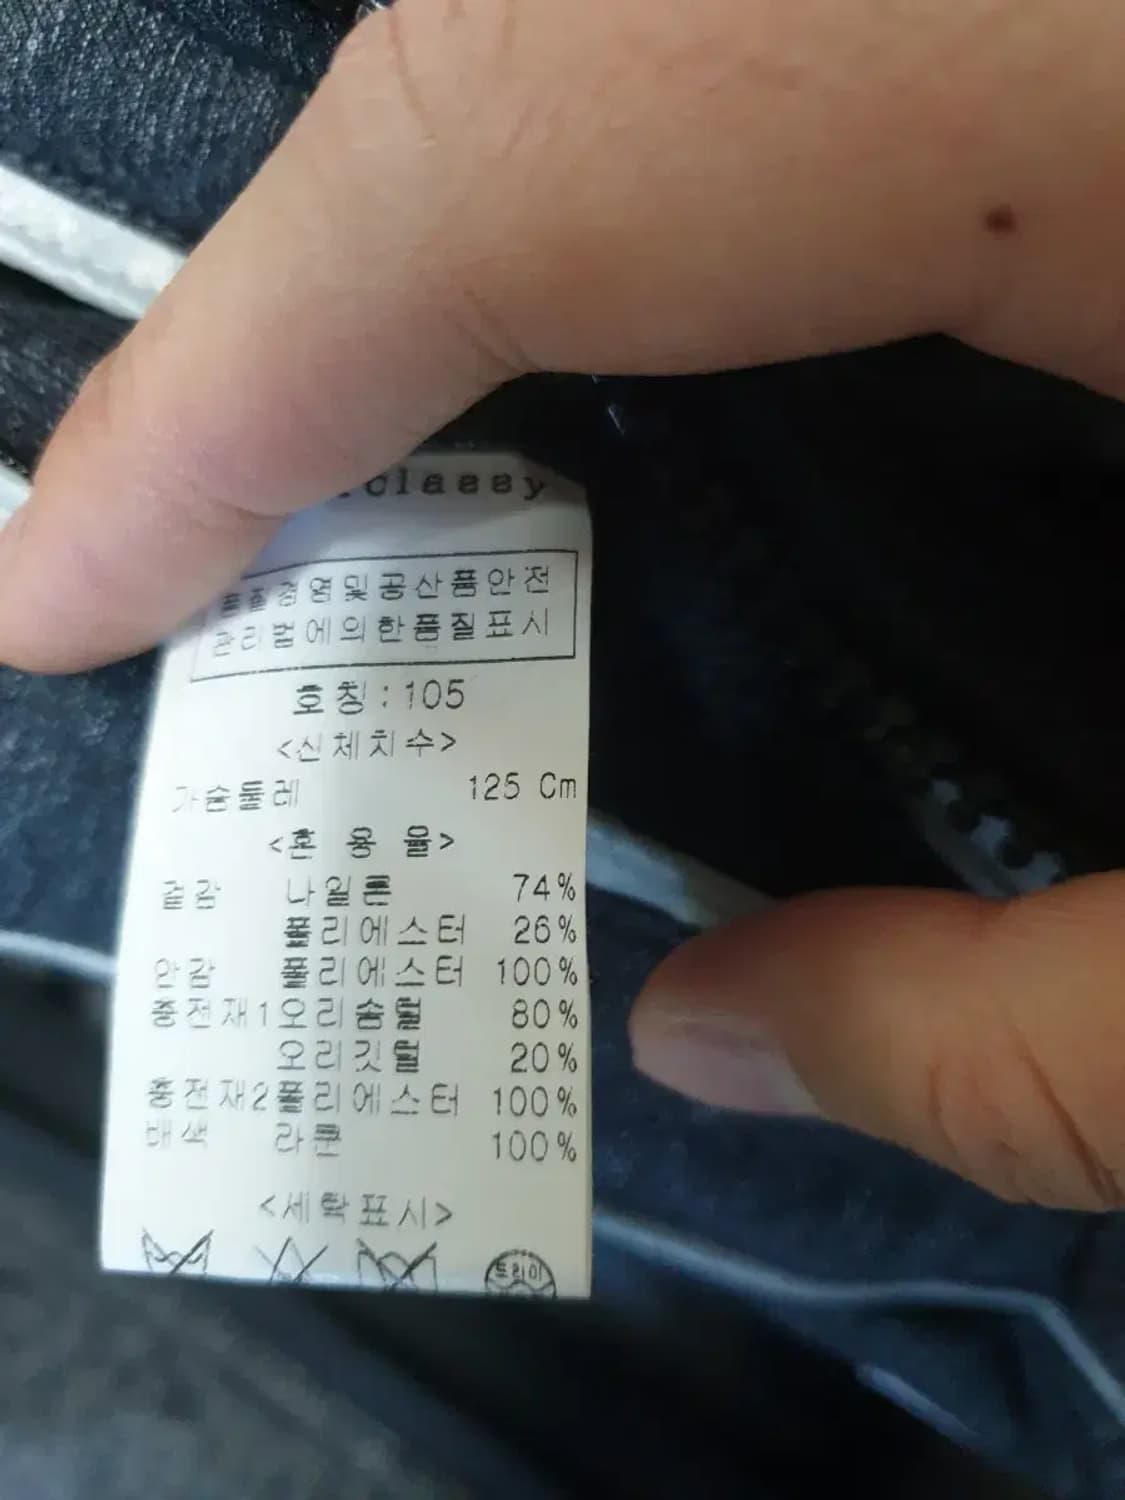 classy
품질경영및공산품안전
관리법에의한품질표시
호칭:105
<신체치수>
가슴둘레 125 Cm
<혼용율>
겉감 나일론 74%
폴리에스터 26%
안감 폴리에스터 100%
충전재1오리솜털 80%
오리깃털 20%
충전재2폴리에스터 100%
배색 라쿤 100%
<세탁표시>
드라이